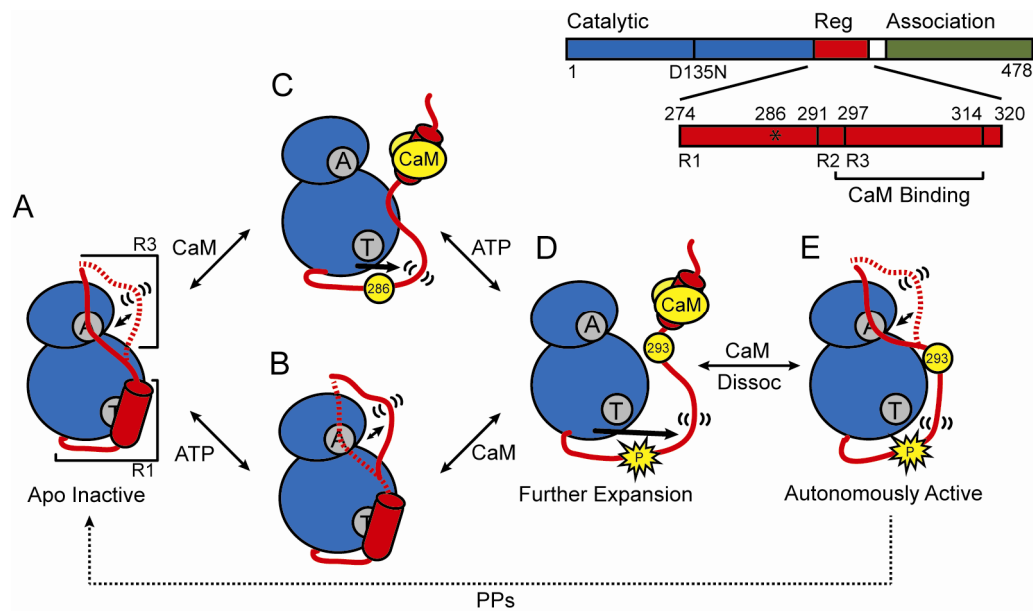 Catalytic Reg Association
1 D135N 478
274 286 291 297 314 320
*
R1 R2 R3
CaM Binding
C
A
CaM
T
286
A
R3
A
T
R1
Apo Inactive
CaM
ATP
B
A
T
ATP
CaM
D
CaM
A
293
T
P
Further Expansion
CaM
Dissoc
E
A
293
T
P
Autonomously Active
PPs